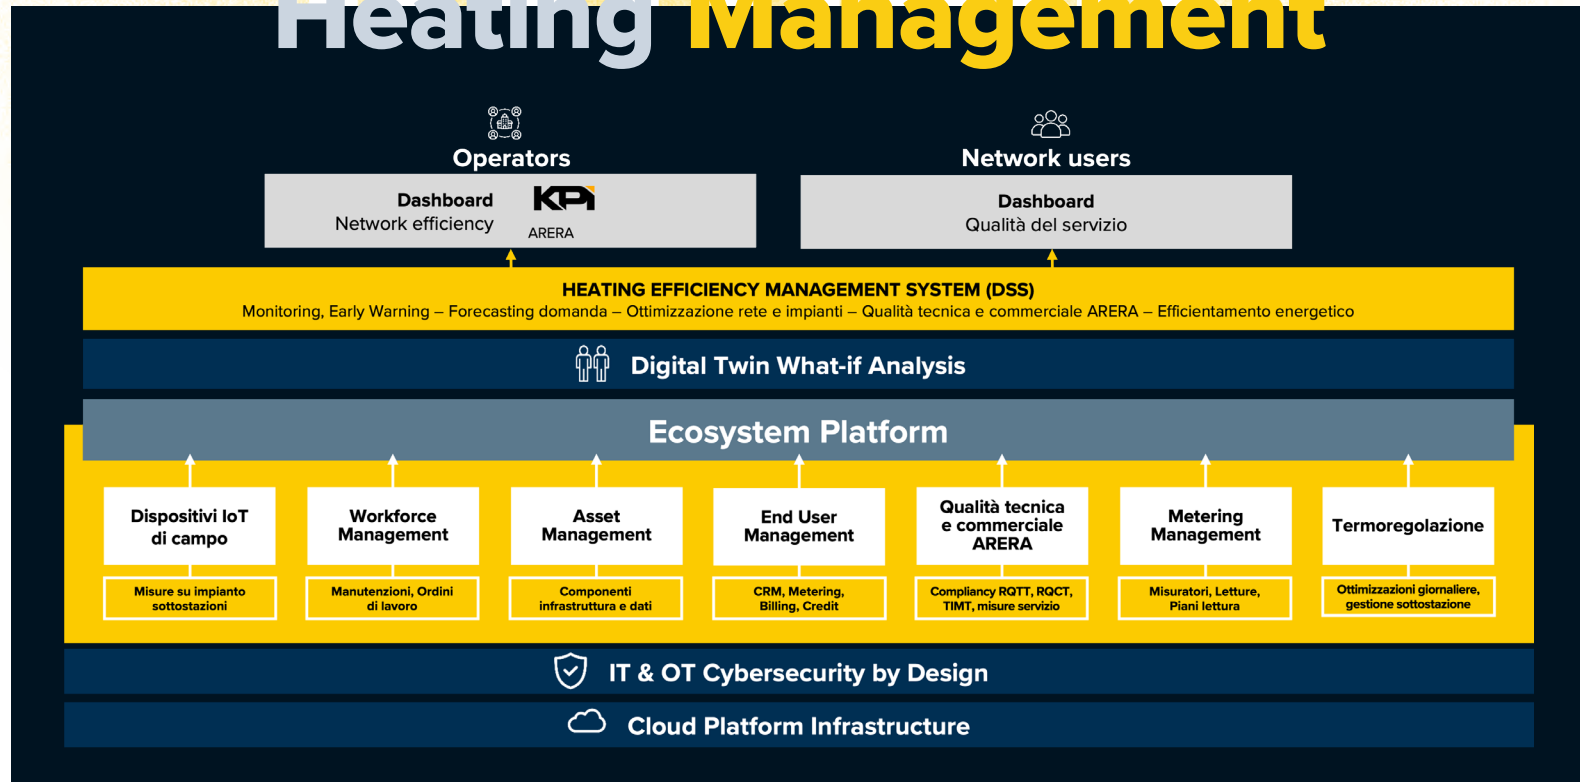 Heating Management
Operators
Network users
Dashboard
Network efficiency
KPi
ARERA
Dashboard
Qualità del servizio
HEATING EFFICIENCY MANAGEMENT SYSTEM (DSS)
Monitoring, Early Warning – Forecasting domanda – Ottimizzazione rete e impianti – Qualità tecnica e commerciale ARERA – Efficientamento energetico
Digital Twin What-if Analysis
Ecosystem Platform
Dispositivi IoT
di campo
Misure su impianto
sottostazioni
Workforce
Management
Manutenzioni, Ordini
di lavoro
Asset
Management
Componenti
infrastruttura e dati
End User
Management
CRM, Metering,
Billing, Credit
Qualità tecnica
e commerciale
ARERA
Compliancy RQTT, RQCT,
TIMT, misure servizio
Metering
Management
Misuratori, Letture,
Piani lettura
Termoregolazione
Ottimizzazioni giornaliere,
gestione sottostazione
IT & OT Cybersecurity by Design
Cloud Platform Infrastructure